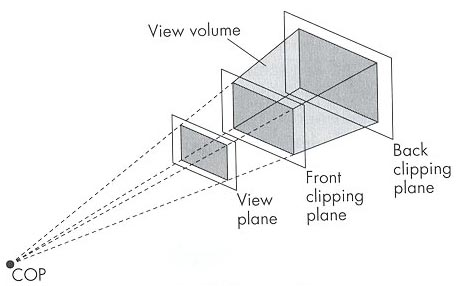 View volume
Back
clipping
plane
Front
clipping
plane
View
plane
COP